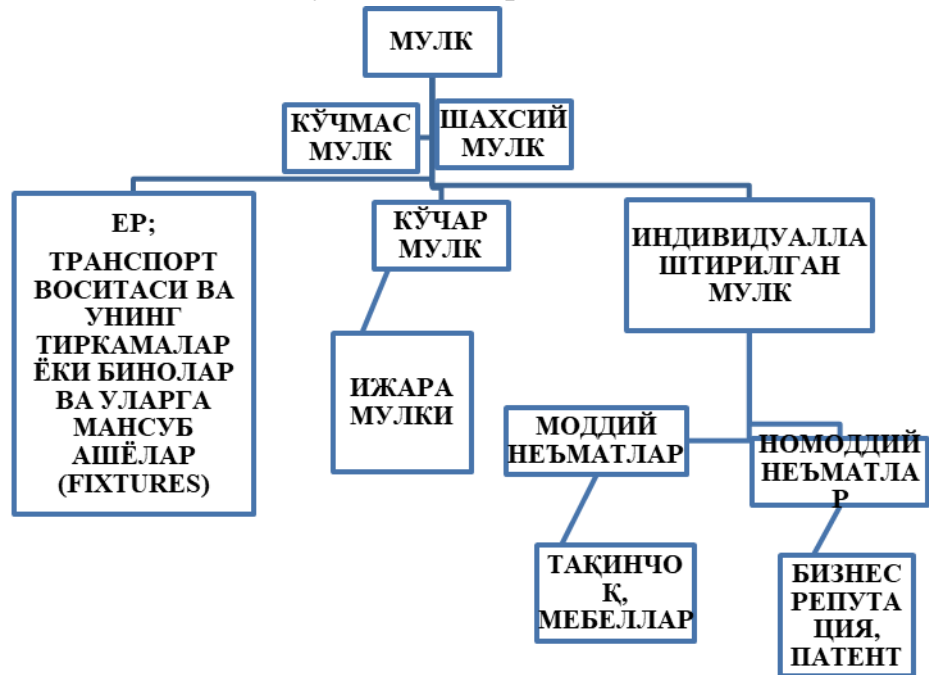 МУЛК
КЎЧМАС
МУЛК
ШАХСИЙ
МУЛК
ЕР;
ТРАНСПОРТ
ВОСИТАСИ ВА
УНИНГ
ТИРКАМАЛАР
ЁКИ БИНОЛАР
ВА УЛАРГА
МАНСУБ
АШЁЛАР
(FIXTURES)
КЎЧАР
МУЛК
ИНДИВИДУАЛЛА
ШТИРИЛГАН
МУЛК
ИЖАРА
МУЛКИ
МОДДИЙ
НЕЪМАТЛАР
НОМОДДИЙ
НЕЪМАТЛА
Р
ТАҚИНЧО
Қ,
МЕБЕЛЛАР
БИЗНЕС
РЕПУТА
ЦИЯ,
ПАТЕНТ